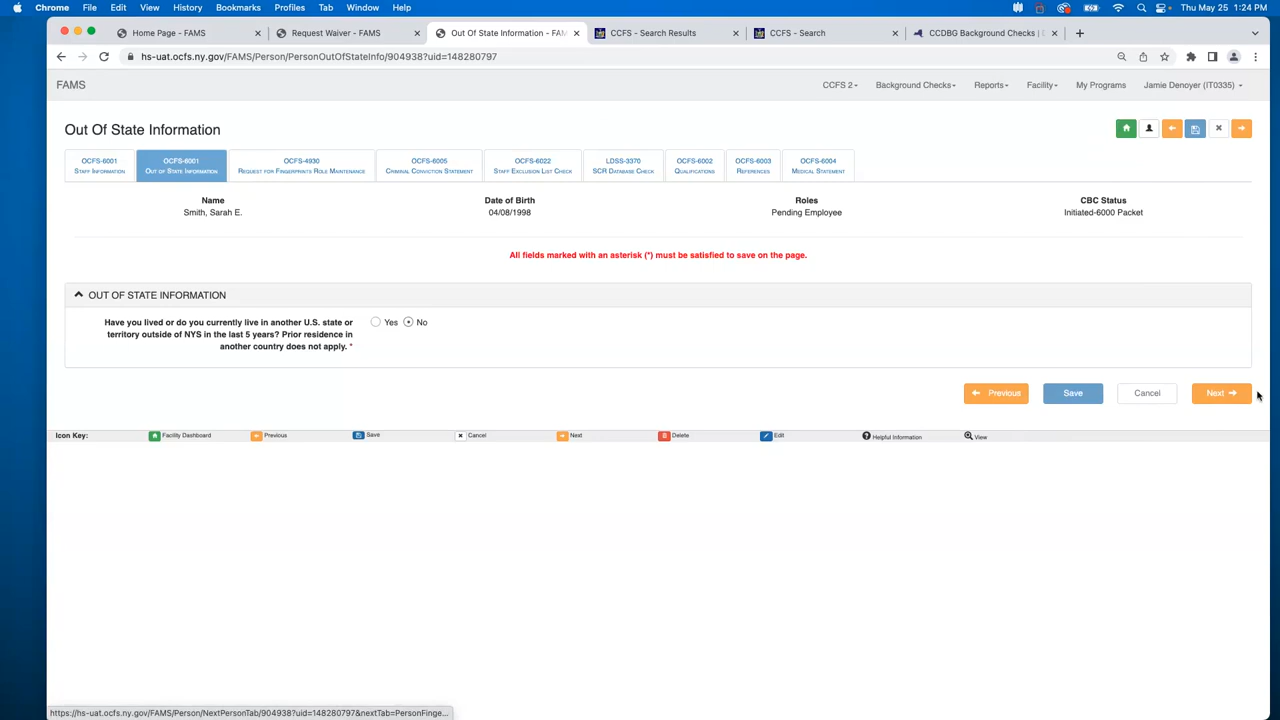 Chrome File Edit View History Bookmarks Profiles Tab Window Help Thu May 25 1:24 PM
Home Page - FAMS Request Waiver - FAMS Out Of State Information - FAM CCFS - Search Results CCFS - Search CCDBG Background Checks |
hs-uat.ocfs.ny.gov/FAMS/Person/PersonOutOfStateInfo/904938?uid=148280797
FAMS CCFS 2 Background Checks Reports Facility My Programs Jamie Denoyer (IT0335)
Out Of State Information
OCFS-6001 OCFS-6001 OCFS-4930 OCFS-6005 OCFS-6022 LDSS-3370 OCFS-6002 OCFS-6003 OCFS-6004
Staff Information Out of State Information Request for Fingerprints Role Maintenance Criminal Conviction Statement Staff Exclusion List Check SCR Database Check Qualifications References Medical Statement
Name Date of Birth Roles CBC Status
Smith, Sarah E. 04/08/1998 Pending Employee Initiated-6000 Packet
All fields marked with an asterisk (*) must be satisfied to save on the page.
OUT OF STATE INFORMATION
Have you lived or do you currently live in another U.S. state or Yes No
territory outside of NYS in the last 5 years? Prior residence in
another country does not apply. *
Previous Save Cancel Next
Icon Key: Facility Dashboard Previous Save Cancel Next Delete Edit Helpful Information View
https://hs-uat.ocfs.ny.gov/FAMS/Person/NextPersonTab/904938?uid=148280797&nextTab=PersonFinge...